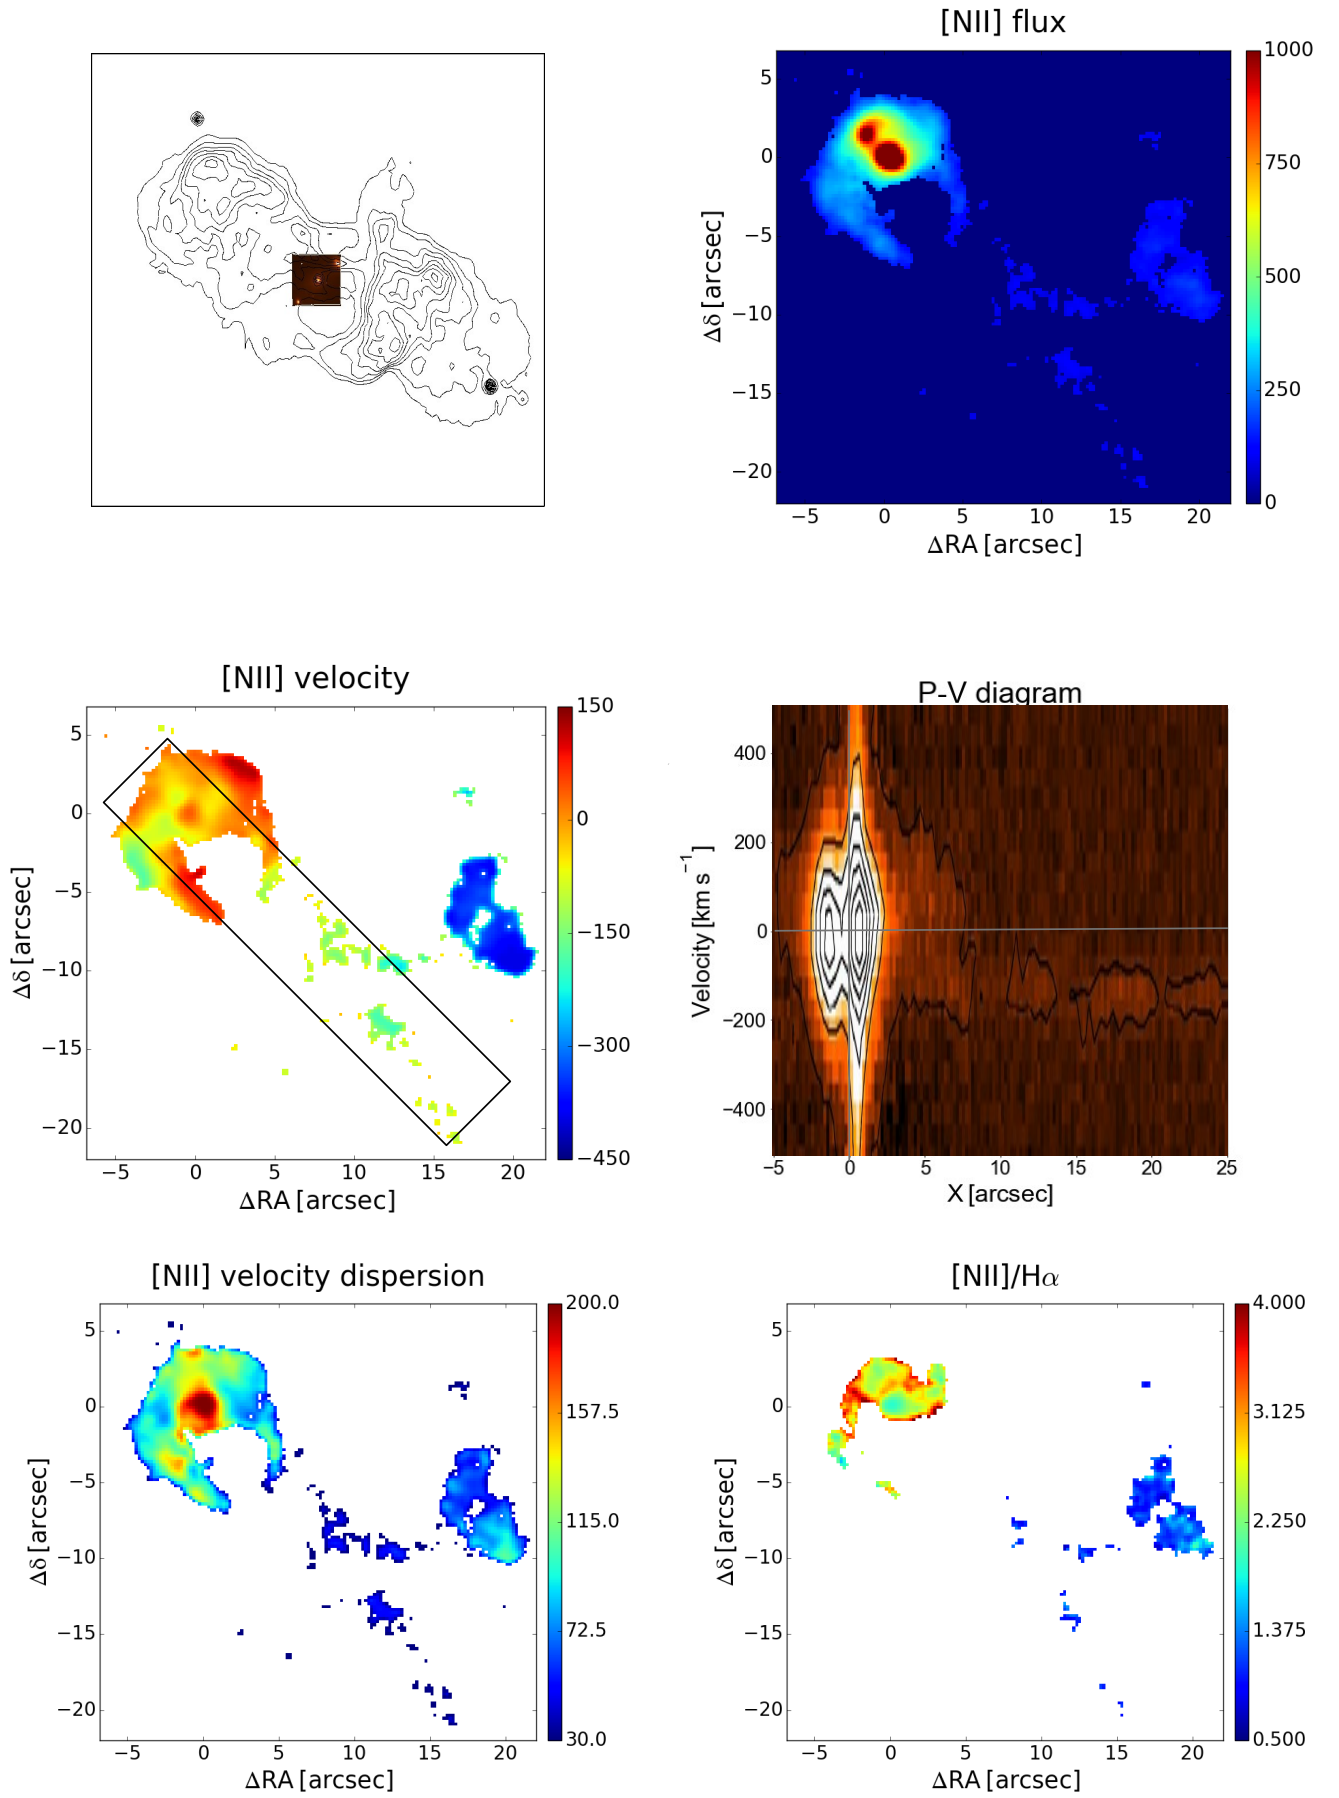 [NII] flux
5
0
−5
−10
−15
−20
Δδ [arcsec]
−5 0 5 10 15 20
ΔRA [arcsec]
1000
750
500
250
0
[NII] velocity
5
0
−5
−10
−15
−20
Δδ [arcsec]
−5 0 5 10 15 20
ΔRA [arcsec]
150
0
−150
−300
−450
P-V diagram
400
200
0
−200
−400
Velocity [km s⁻¹]
−5 0 5 10 15 20 25
X [arcsec]
[NII] velocity dispersion
5
0
−5
−10
−15
−20
Δδ [arcsec]
−5 0 5 10 15 20
ΔRA [arcsec]
200.0
157.5
115.0
72.5
30.0
[NII]/Hα
5
0
−5
−10
−15
−20
Δδ [arcsec]
−5 0 5 10 15 20
ΔRA [arcsec]
4.000
3.125
2.250
1.375
0.500